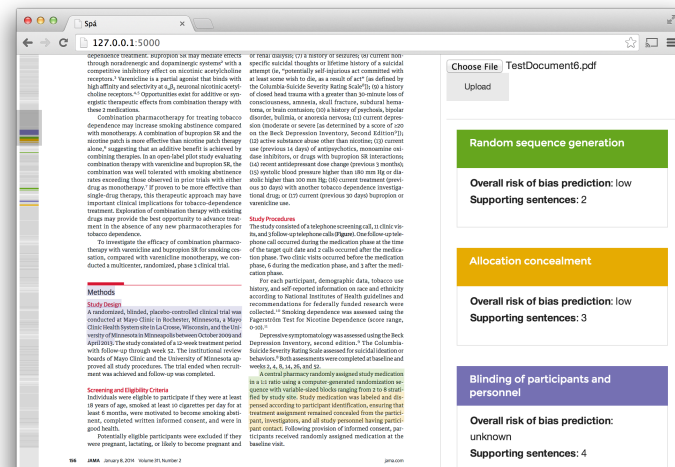 Spá
127.0.0.1:5000
dependence treatment. Bupropion SR may mediate effects
through noradrenergic and dopaminergic systems² with a
competitive inhibitory effect on nicotinic acetylcholine
receptors.³ Varenicline is a partial agonist that binds with
high affinity and selectivity at α₄β₂ neuronal nicotinic acetyl-
choline receptors.⁴,⁵ Opportunities exist for additive or syn-
ergistic therapeutic effects from combination therapy with
these 2 medications.
Combination pharmacotherapy for treating tobacco
dependence may increase smoking abstinence compared
with monotherapy. A combination of bupropion SR and the
nicotine patch is more effective than nicotine patch therapy
alone,⁶ suggesting that an additive benefit is achieved by
combining therapies. In an open-label pilot study evaluating
combination therapy with varenicline and bupropion SR, the
combination was well tolerated with smoking abstinence
rates exceeding those observed in prior trials with either
drug as monotherapy.⁷ If proven to be more effective than
single-drug therapy, this therapeutic approach may have
important clinical implications for tobacco-dependence
treatment. Exploration of combination therapy with existing
drugs may provide the best opportunity to advance treat-
ment in the absence of any new pharmacotherapies for
tobacco dependence.
To investigate the efficacy of combination pharmaco-
therapy with varenicline and bupropion SR for smoking ces-
sation, compared with varenicline monotherapy, we con-
ducted a multicenter, randomized, phase 3 clinical trial.
Methods
Study Design
A randomized, blinded, placebo-controlled clinical trial was
conducted at Mayo Clinic in Rochester, Minnesota, a Mayo
Clinic Health System site in La Crosse, Wisconsin, and the Uni-
versity of Minnesota in Minneapolis between October 2009 and
April 2013. The study consisted of a 12-week treatment period
with follow-up through week 52. The institutional review
boards of Mayo Clinic and the University of Minnesota ap-
proved all study procedures. The trial ended when recruit-
ment was achieved and follow-up was completed.
Screening and Eligibility Criteria
Individuals were eligible to participate if they were at least
18 years of age, smoked at least 10 cigarettes per day for at
least 6 months, were motivated to become smoking absti-
nent, completed written informed consent, and were in
good health.
Potentially eligible participants were excluded if they
were pregnant, lactating, or likely to become pregnant and
or renal dialysis; (7) a history of seizures; (8) current non-
specific suicidal thoughts or lifetime history of a suicidal
attempt (ie, "potentially self-injurious act committed with
at least some wish to die, as a result of act" [as defined by
the Columbia-Suicide Severity Rating Scale⁸]); (9) a history
of closed head trauma with a greater than 30-minute loss of
consciousness, amnesia, skull fracture, subdural hema-
toma, or brain contusion; (10) a history of psychosis, bipolar
disorder, bulimia, or anorexia nervosa; (11) current depres-
sion (moderate or severe [as determined by a score of ≥20
on the Beck Depression Inventory, Second Edition⁹]);
(12) active substance abuse other than nicotine; (13) current
use (previous 14 days) of antipsychotics, monoamine oxi-
dase inhibitors, or drugs with bupropion SR interactions;
(14) recent antidepressant dose change (previous 3 months);
(15) systolic blood pressure higher than 180 mm Hg or dia-
stolic higher than 100 mm Hg; (16) current treatment (previ-
ous 30 days) with another tobacco dependence investiga-
tional drug; or (17) current (previous 30 days) bupropion or
varenicline use.
Study Procedures
The study consisted of a telephone screening call, 11 clinic vis-
its, and 3 follow-up telephone calls (Figure). One follow-up tele-
phone call occurred during the medication phase at the time
of the target quit date and 2 calls occurred after the medica-
tion phase. Two clinic visits occurred before the medication
phase, 6 during the medication phase, and 3 after the medi-
cation phase.
For each participant, demographic data, tobacco use
history, and self-reported information on race and ethnicity
according to National Institutes of Health guidelines and
recommendations for federally funded research were
collected.¹⁰ Smoking dependence was assessed using the
Fagerström Test for Nicotine Dependence (score range,
0-10).¹¹
Depressive symptomatology was assessed using the Beck
Depression Inventory, second edition.⁹ The Columbia-
Suicide Severity Rating Scale assessed for suicidal ideation or
behaviors.⁸ Both assessments were completed at baseline and
weeks 2, 4, 8, 14, 26, and 52.
A central pharmacy randomly assigned study medication
in a 1:1 ratio using a computer-generated randomization se-
quence with variable-sized blocks ranging from 2 to 8 strati-
fied by study site. Study medication was labeled and dis-
pensed according to participant identification, ensuring that
treatment assignment remained concealed from the partici-
pant, investigators, and all study personnel having partici-
pant contact. Following provision of informed consent, par-
ticipants received randomly assigned medication at the
baseline visit.
156 JAMA January 8, 2014 Volume 311, Number 2
jama.com
Choose File TestDocument6.pdf
Upload
Random sequence generation
Overall risk of bias prediction: low
Supporting sentences: 2
Allocation concealment
Overall risk of bias prediction: low
Supporting sentences: 3
Blinding of participants and
personnel
Overall risk of bias prediction:
unknown
Supporting sentences: 4